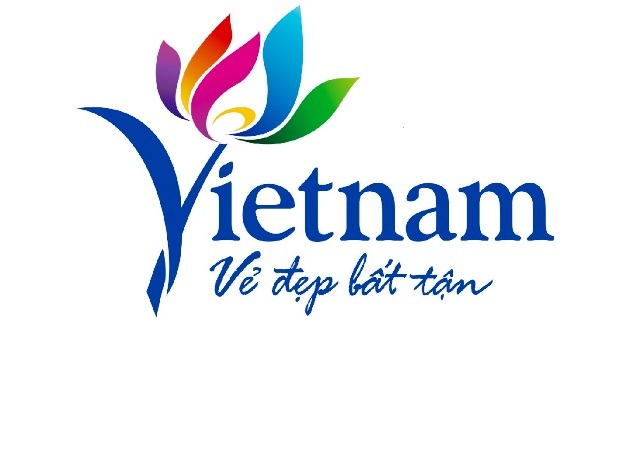 Vietnam
Vẻ đẹp bất tận